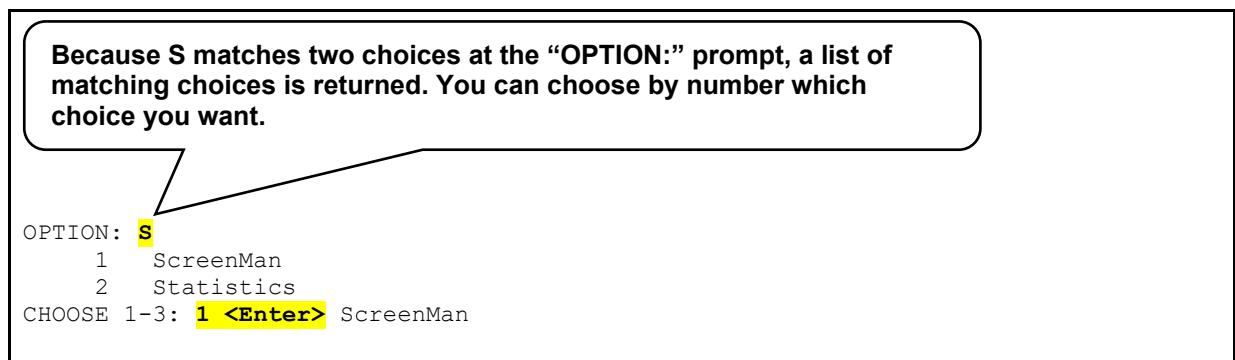 Because S matches two choices at the “OPTION:” prompt, a list of
matching choices is returned. You can choose by number which
choice you want.
OPTION: S
1 ScreenMan
2 Statistics
CHOOSE 1-3: 1 <Enter> ScreenMan